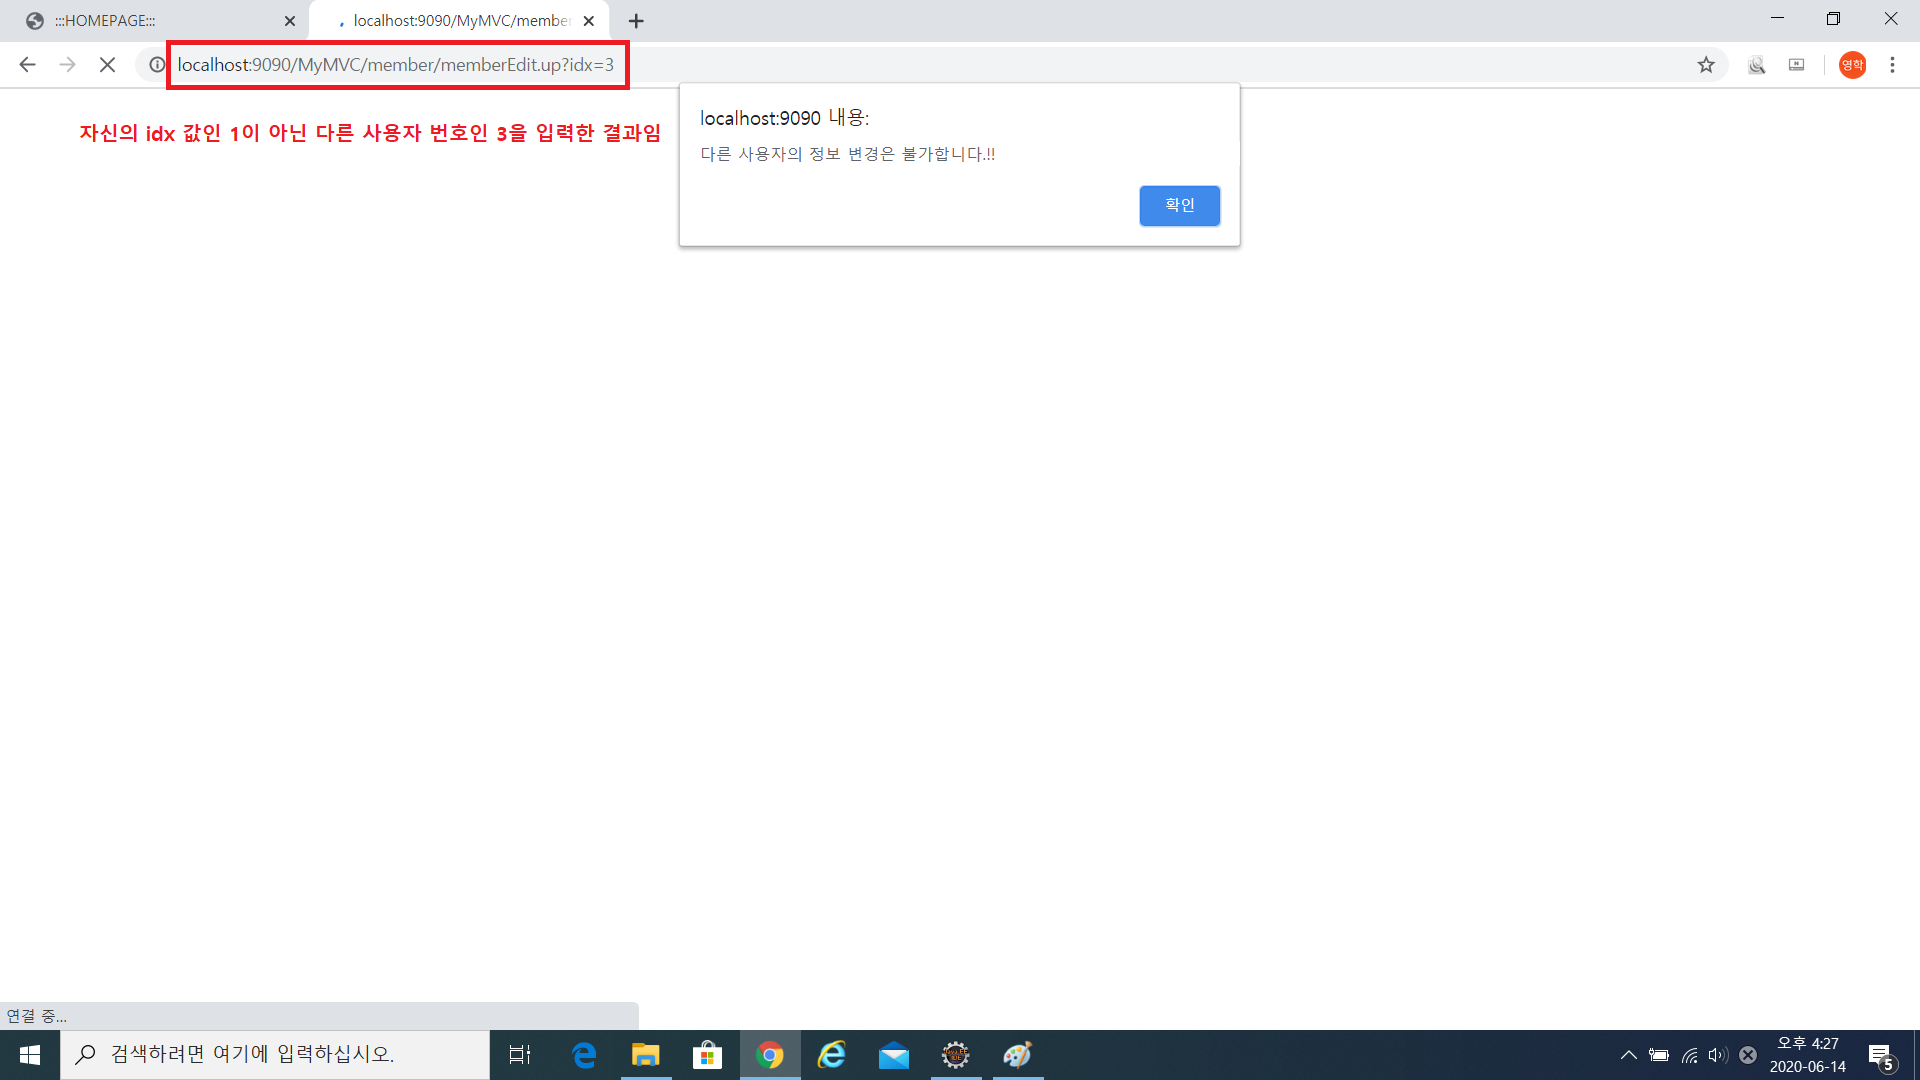 :::HOMEPAGE:::
localhost:9090/MyMVC/membe
localhost:9090/MyMVC/member/memberEdit.up?idx=3
영학
자신의 idx 값인 1이 아닌 다른 사용자 번호인 3을 입력한 결과임
localhost:9090 내용:
다른 사용자의 정보 변경은 불가합니다.!!
확인
연결 중...
검색하려면 여기에 입력하십시오.
오후 4:27
2020-06-14
5